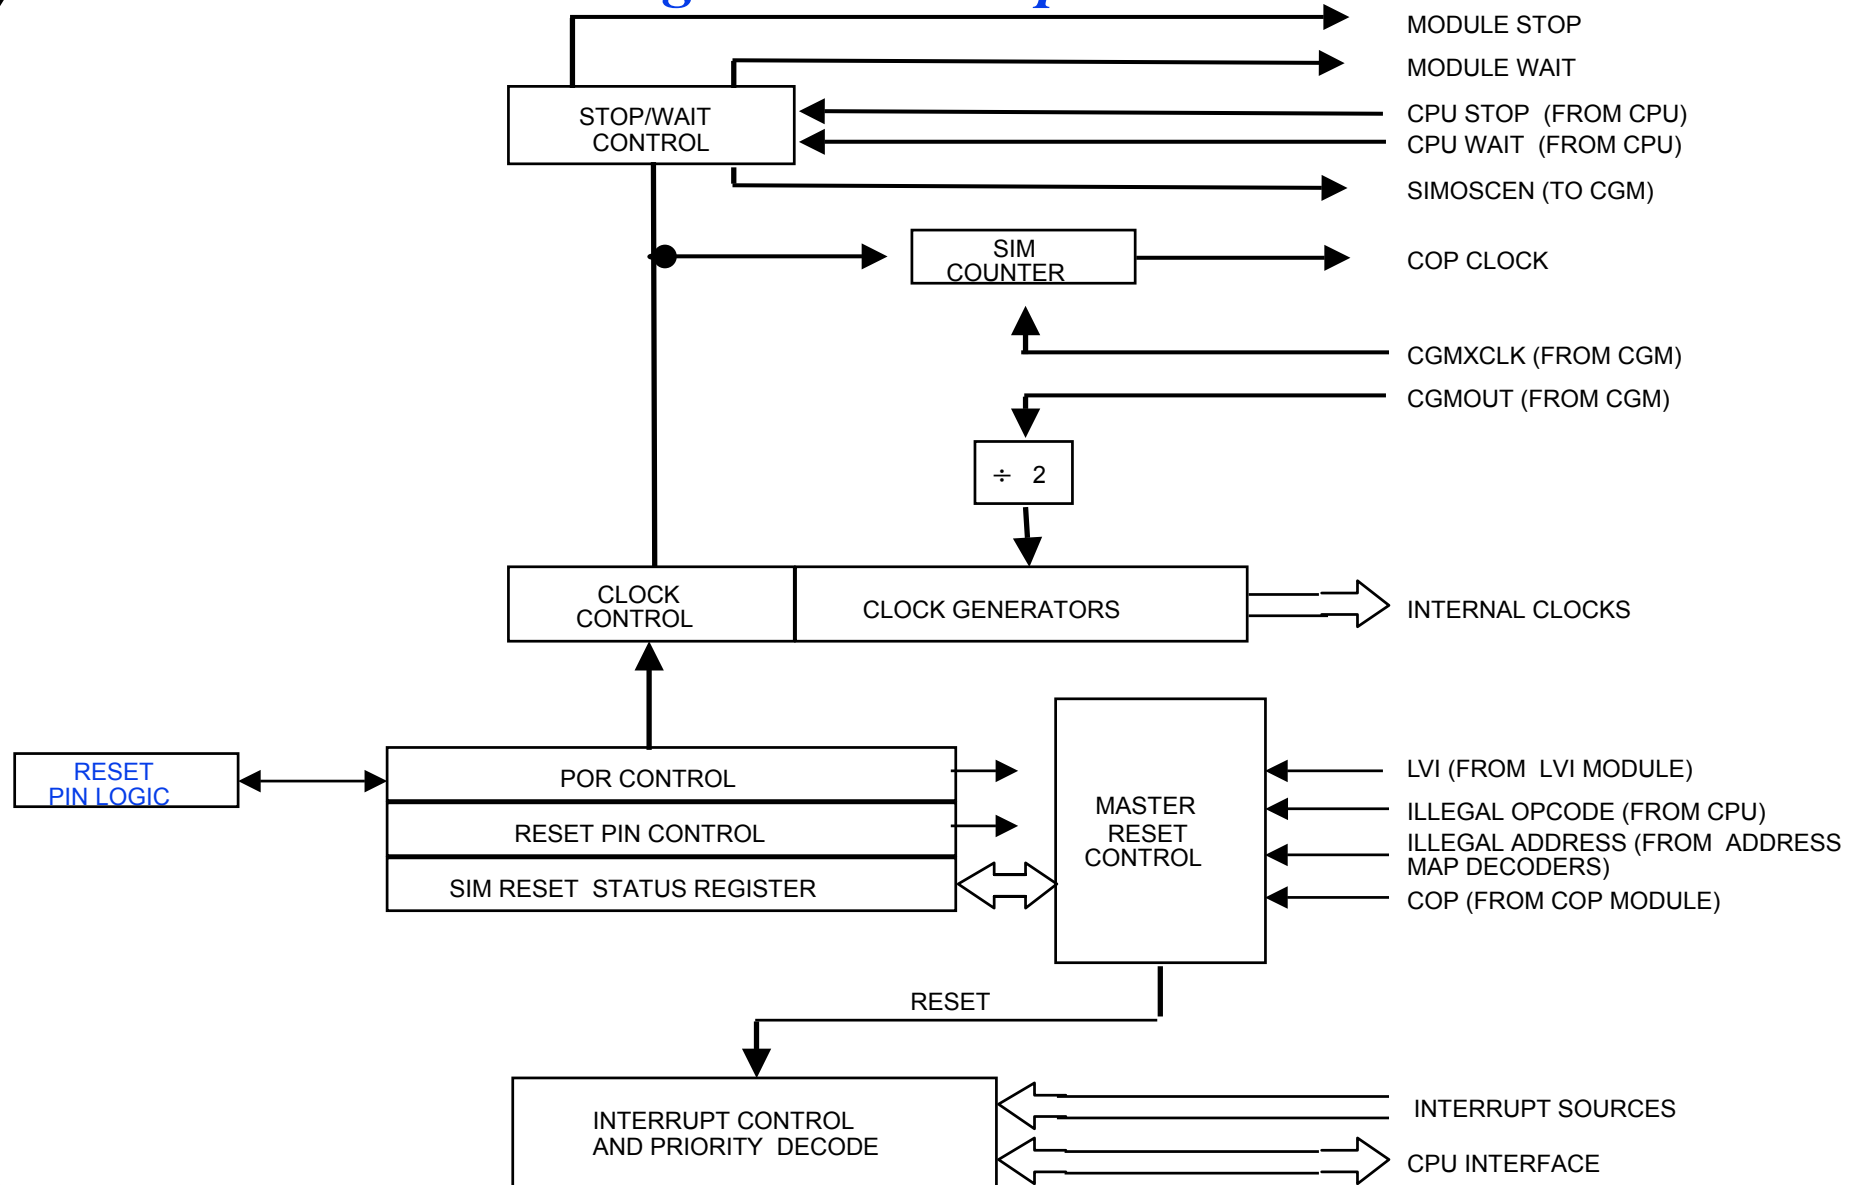 MODULE STOP
MODULE WAIT
STOP/WAIT
CONTROL
CPU STOP (FROM CPU)
CPU WAIT (FROM CPU)
SIMOSCEN (TO CGM)
SIM
COUNTER
COP CLOCK
CGMXCLK (FROM CGM)
CGMOUT (FROM CGM)
÷ 2
CLOCK
CONTROL
CLOCK GENERATORS
INTERNAL CLOCKS
RESET
PIN LOGIC
POR CONTROL
RESET PIN CONTROL
SIM RESET STATUS REGISTER
MASTER
RESET
CONTROL
LVI (FROM LVI MODULE)
ILLEGAL OPCODE (FROM CPU)
ILLEGAL ADDRESS (FROM ADDRESS
MAP DECODERS)
COP (FROM COP MODULE)
RESET
INTERRUPT CONTROL
AND PRIORITY DECODE
INTERRUPT SOURCES
CPU INTERFACE